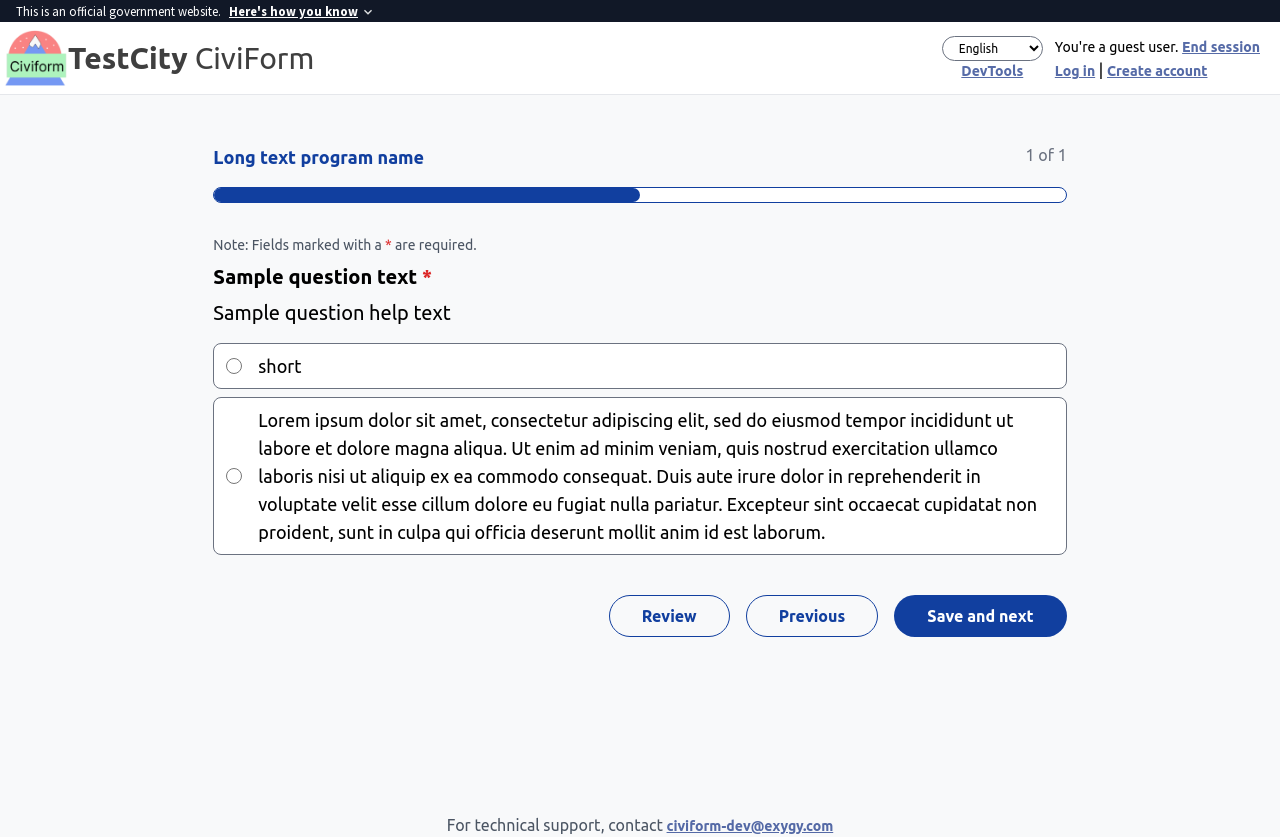 This is an official government website. Here's how you know
Civiform
TestCity CiviForm
English
You're a guest user. End session
DevTools
Log in | Create account
Long text program name
1 of 1
Note: Fields marked with a * are required.
Sample question text *
Sample question help text
short
Lorem ipsum dolor sit amet, consectetur adipiscing elit, sed do eiusmod tempor incididunt ut
labore et dolore magna aliqua. Ut enim ad minim veniam, quis nostrud exercitation ullamco
laboris nisi ut aliquip ex ea commodo consequat. Duis aute irure dolor in reprehenderit in
voluptate velit esse cillum dolore eu fugiat nulla pariatur. Excepteur sint occaecat cupidatat non
proident, sunt in culpa qui officia deserunt mollit anim id est laborum.
Review
Previous
Save and next
For technical support, contact civiform-dev@exygy.com